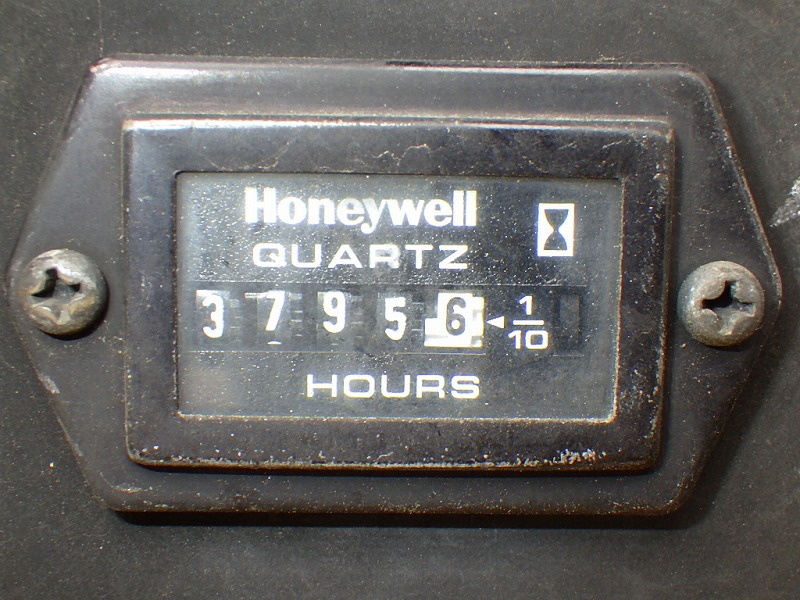 Honeywell
QUARTZ
3 7 9 5 6 1/10
HOURS